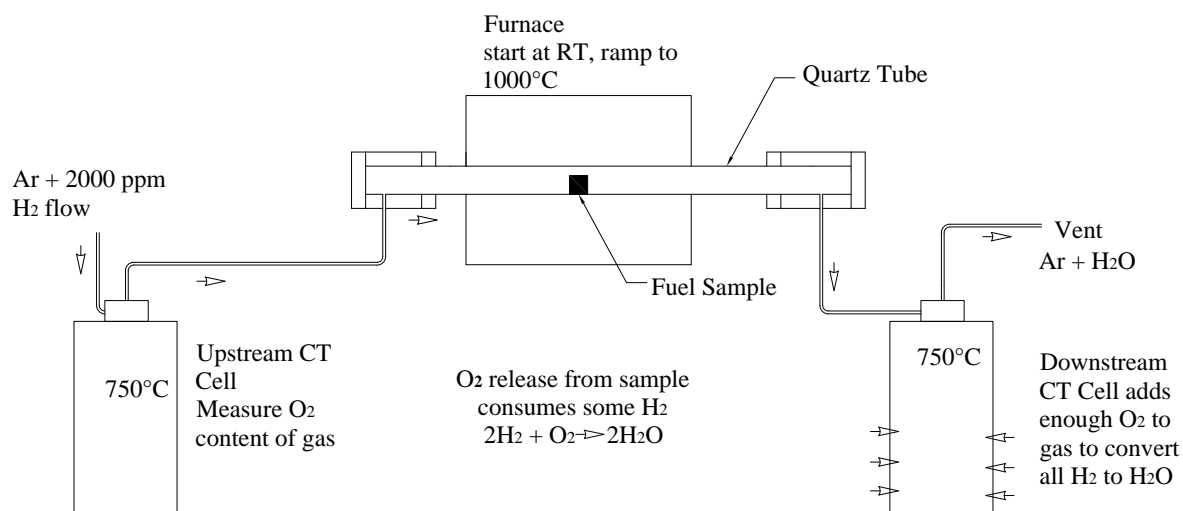 Furnace
start at RT, ramp to
1000°C
Quartz Tube
Ar + 2000 ppm
H2 flow
Vent
Ar + H2O
Fuel Sample
750°C
Upstream CT
Cell
Measure O2
content of gas
O2 release from sample
consumes some H2
2H2 + O2 → 2H2O
750°C
Downstream
CT Cell adds
enough O2 to
gas to convert
all H2 to H2O